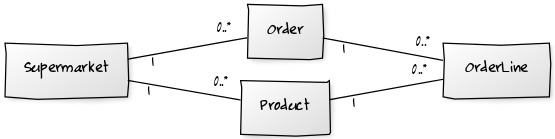 0..*
Order
1
0..*
Supermarket
1
OrderLine
1
0..*
Product
1
0..*